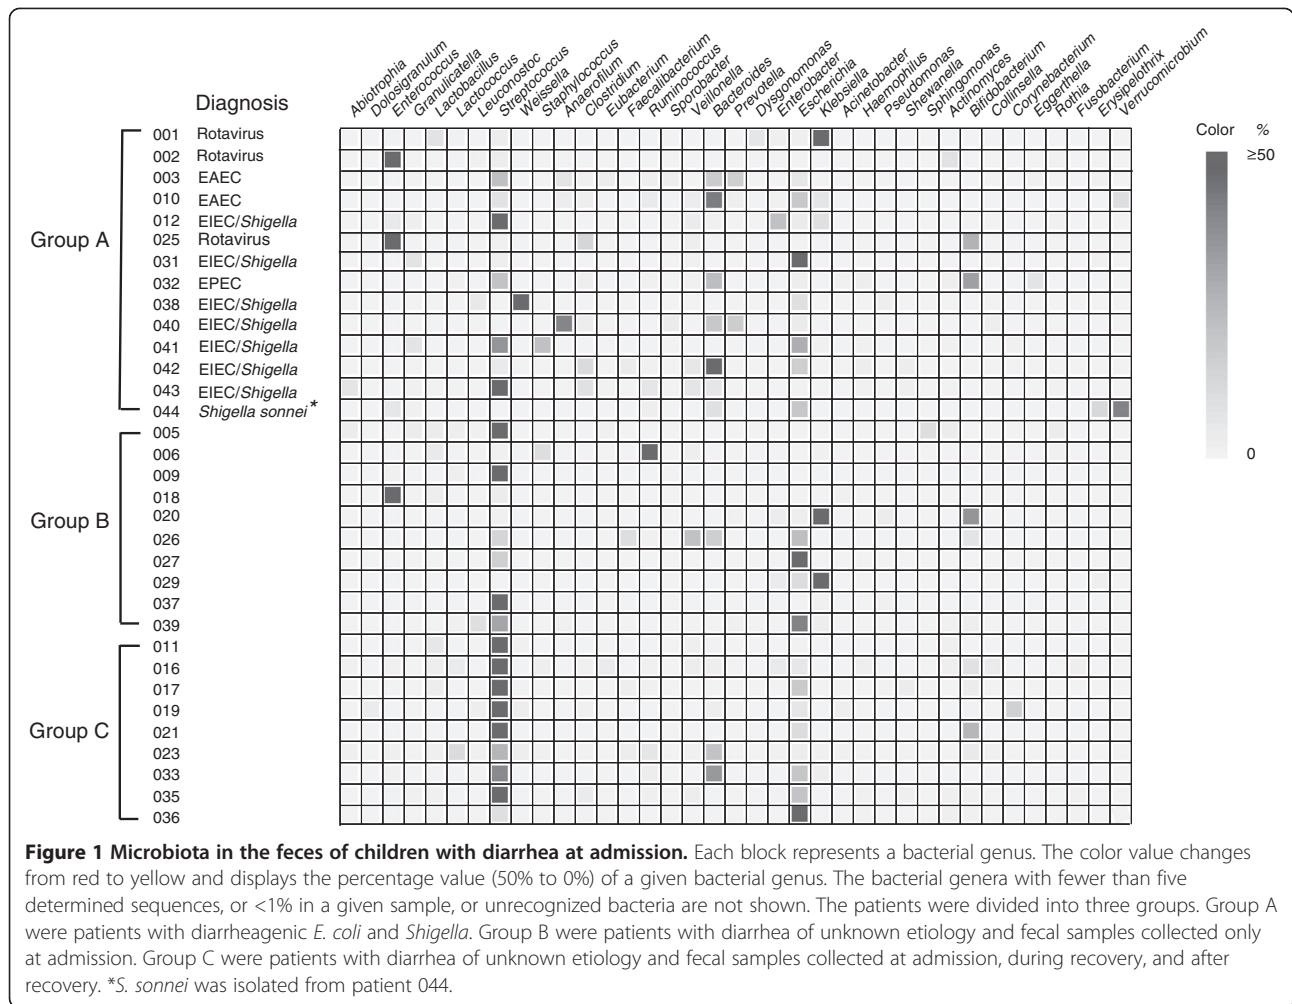 Abiotrophia
Dolosigranulum
Enterococcus
Granulicatella
Lactobacillus
Lactococcus
Leuconostoc
Streptococcus
Weissella
Staphylococcus
Anaerofilum
Clostridium
Eubacterium
Faecalibacterium
Ruminococcus
Sporobacter
Veillonella
Bacteroides
Prevotella
Dysgonomonas
Enterobacter
Escherichia
Klebsiella
Acinetobacter
Haemophilus
Pseudomonas
Shewanella
Sphingomonas
Actinomyces
Bifidobacterium
Collinsella
Corynebacterium
Eggerthella
Rothia
Fusobacterium
Erysipelothrix
Verrucomicrobium
Diagnosis
Color %
≥50
0
Group A
001 Rotavirus
002 Rotavirus
003 EAEC
010 EAEC
012 EIEC/Shigella
025 Rotavirus
031 EIEC/Shigella
032 EPEC
038 EIEC/Shigella
040 EIEC/Shigella
041 EIEC/Shigella
042 EIEC/Shigella
043 EIEC/Shigella
044 Shigella sonnei*
Group B
005
006
009
018
020
026
027
029
037
039
Group C
011
016
017
019
021
023
033
035
036
Figure 1 Microbiota in the feces of children with diarrhea at admission. Each block represents a bacterial genus. The color value changes
from red to yellow and displays the percentage value (50% to 0%) of a given bacterial genus. The bacterial genera with fewer than five
determined sequences, or <1% in a given sample, or unrecognized bacteria are not shown. The patients were divided into three groups. Group A
were patients with diarrheagenic E. coli and Shigella. Group B were patients with diarrhea of unknown etiology and fecal samples collected only
at admission. Group C were patients with diarrhea of unknown etiology and fecal samples collected at admission, during recovery, and after
recovery. *S. sonnei was isolated from patient 044.